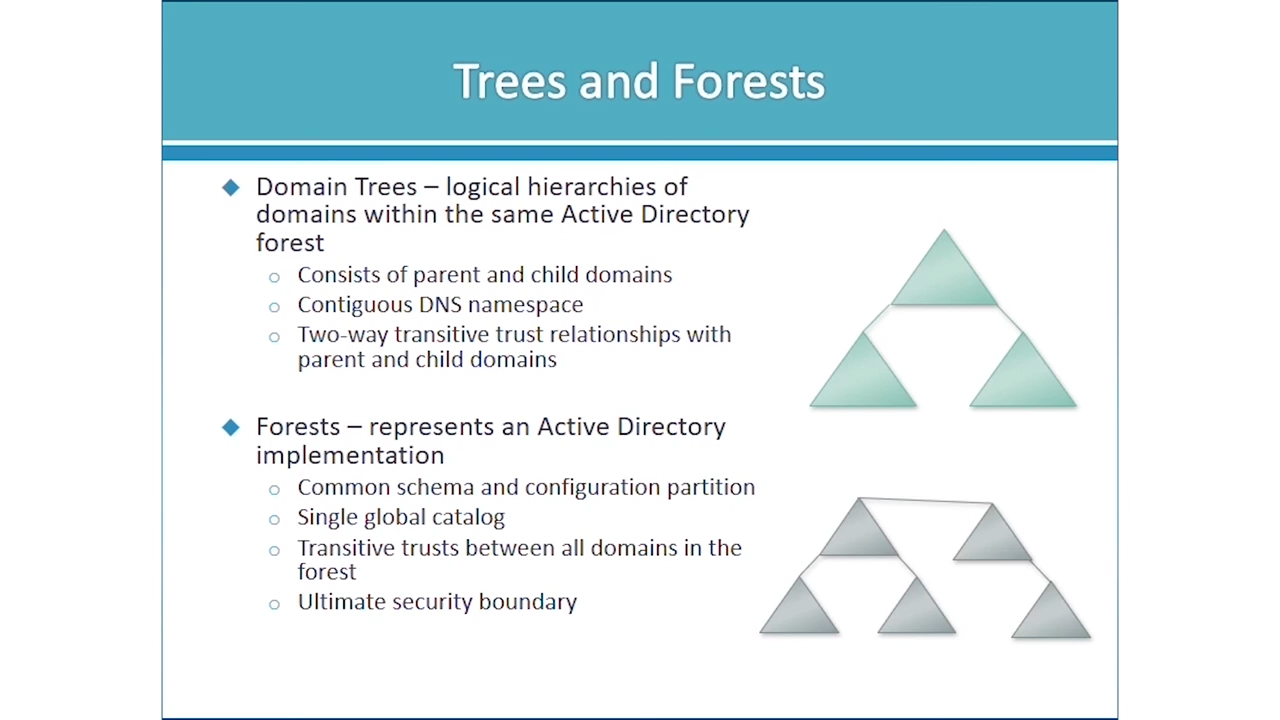 Trees and Forests
Domain Trees – logical hierarchies of
domains within the same Active Directory
forest
Consists of parent and child domains
Contiguous DNS namespace
Two-way transitive trust relationships with
parent and child domains
Forests – represents an Active Directory
implementation
Common schema and configuration partition
Single global catalog
Transitive trusts between all domains in the
forest
Ultimate security boundary